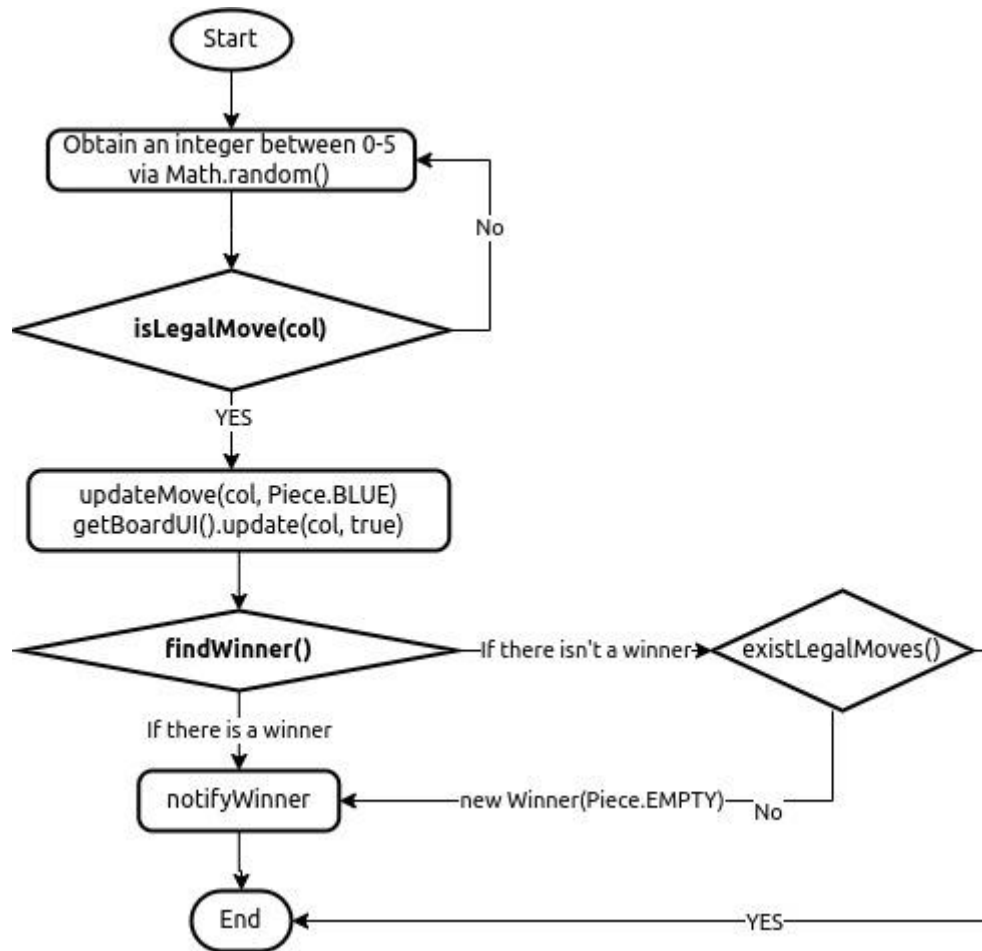 Start
Obtain an integer between 0-5
via Math.random()
No
isLegalMove(col)
YES
updateMove(col, Piece.BLUE)
getBoardUI().update(col, true)
findWinner()
If there isn't a winner
existLegalMoves()
If there is a winner
notifyWinner
new Winner(Piece.EMPTY)
No
End
YES